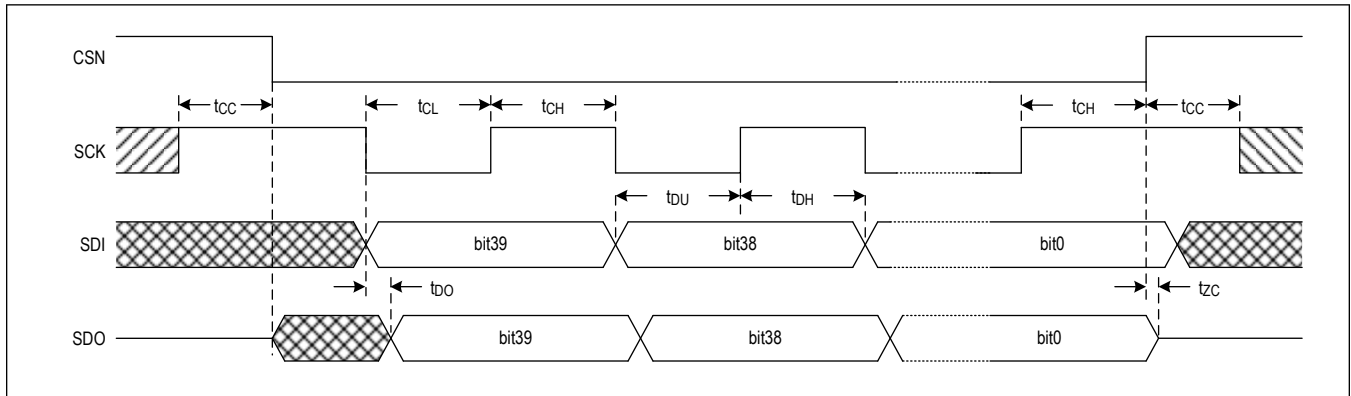 CSN
tCC tCL tCH tCH tCC
SCK
tDU tDH
SDI bit39 bit38 bit0
tDO tZC
SDO bit39 bit38 bit0